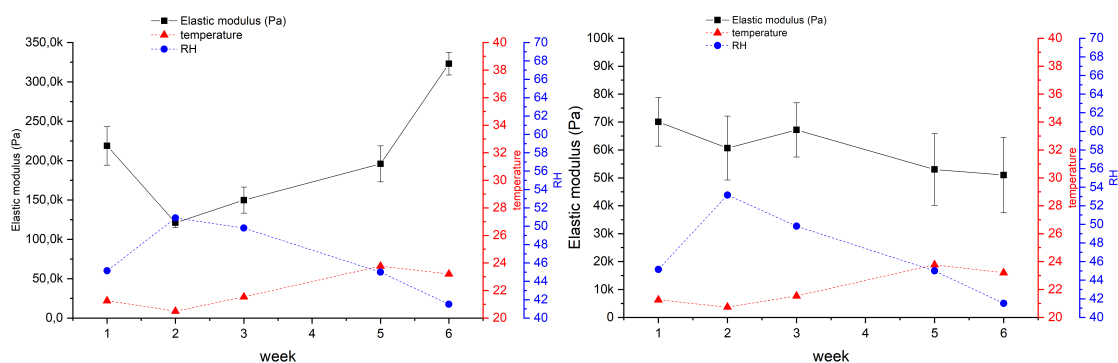 Elastic modulus (Pa)
temperature
RH
350,0k
300,0k
250,0k
200,0k
150,0k
100,0k
50,0k
0,0
Elastic modulus (Pa)
1 2 3 4 5 6
week
40
38
36
34
32
30
28
26
24
22
20
temperature
70
68
66
64
62
60
58
56
54
52
50
48
46
44
42
40
RH
Elastic modulus (Pa)
temperature
RH
100k
90k
80k
70k
60k
50k
40k
30k
20k
10k
0
Elastic modulus (Pa)
1 2 3 4 5 6
week
40
38
36
34
32
30
28
26
24
22
20
temperature
70
68
66
64
62
60
58
56
54
52
50
48
46
44
42
40
RH